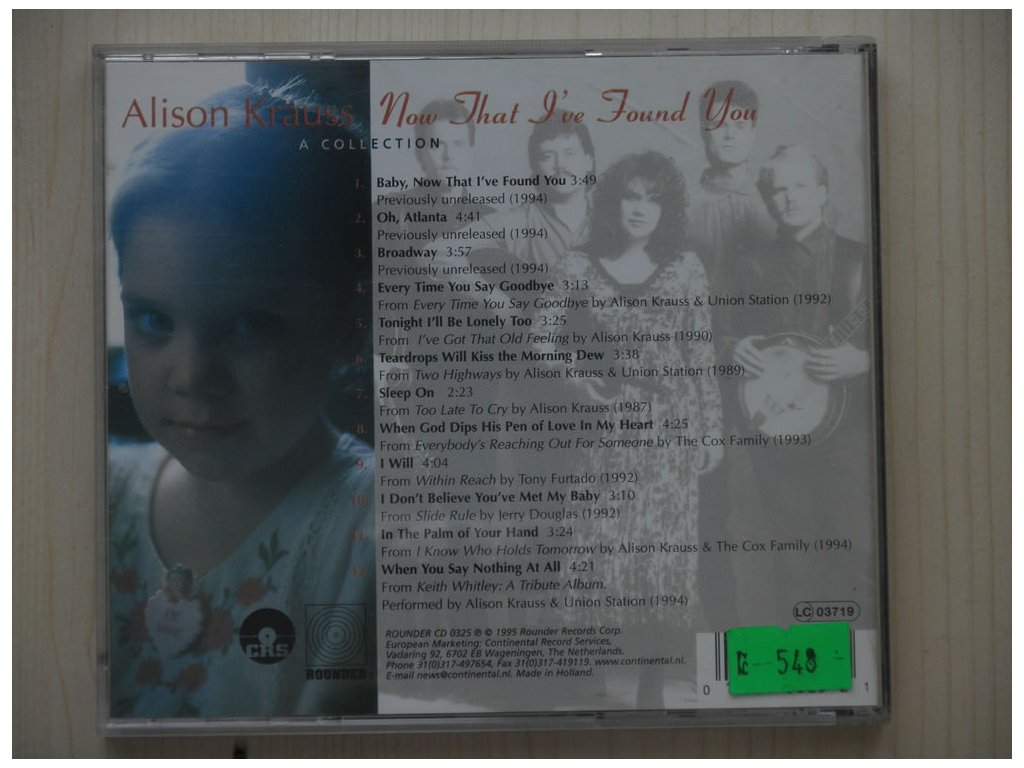 Alison Krauss Now That I've Found You
A COLLECTION
1. Baby, Now That I've Found You 3:49
Previously unreleased (1994)
2. Oh, Atlanta 4:41
Previously unreleased (1994)
3. Broadway 3:57
Previously unreleased (1994)
4. Every Time You Say Goodbye 3:13
From Every Time You Say Goodbye by Alison Krauss & Union Station (1992)
5. Tonight I'll Be Lonely Too 3:25
From I've Got That Old Feeling by Alison Krauss (1990)
6. Teardrops Will Kiss the Morning Dew 3:38
From Two Highways by Alison Krauss & Union Station (1989)
7. Sleep On 2:23
From Too Late To Cry by Alison Krauss (1987)
8. When God Dips His Pen of Love In My Heart 4:25
From Everybody's Reaching Out For Someone by The Cox Family (1993)
9. I Will 4:04
From Within Reach by Tony Furtado (1992)
10. I Don't Believe You've Met My Baby 3:10
From Slide Rule by Jerry Douglas (1992)
11. In The Palm of Your Hand 3:24
From I Know Who Holds Tomorrow by Alison Krauss & The Cox Family (1994)
12. When You Say Nothing At All 4:21
From Keith Whitley: A Tribute Album.
Performed by Alison Krauss & Union Station (1994)
LC 03719
CRS
ROUNDER
ROUNDER CD 0325 ℗ © 1995 Rounder Records Corp.
European Marketing: Continental Record Services,
Vadaring 92, 6702 EB Wageningen, The Netherlands.
Phone 31(0)317-497654, Fax 31(0)317-419119. www.continental.nl.
E-mail news@continental.nl. Made in Holland.
548
0 1